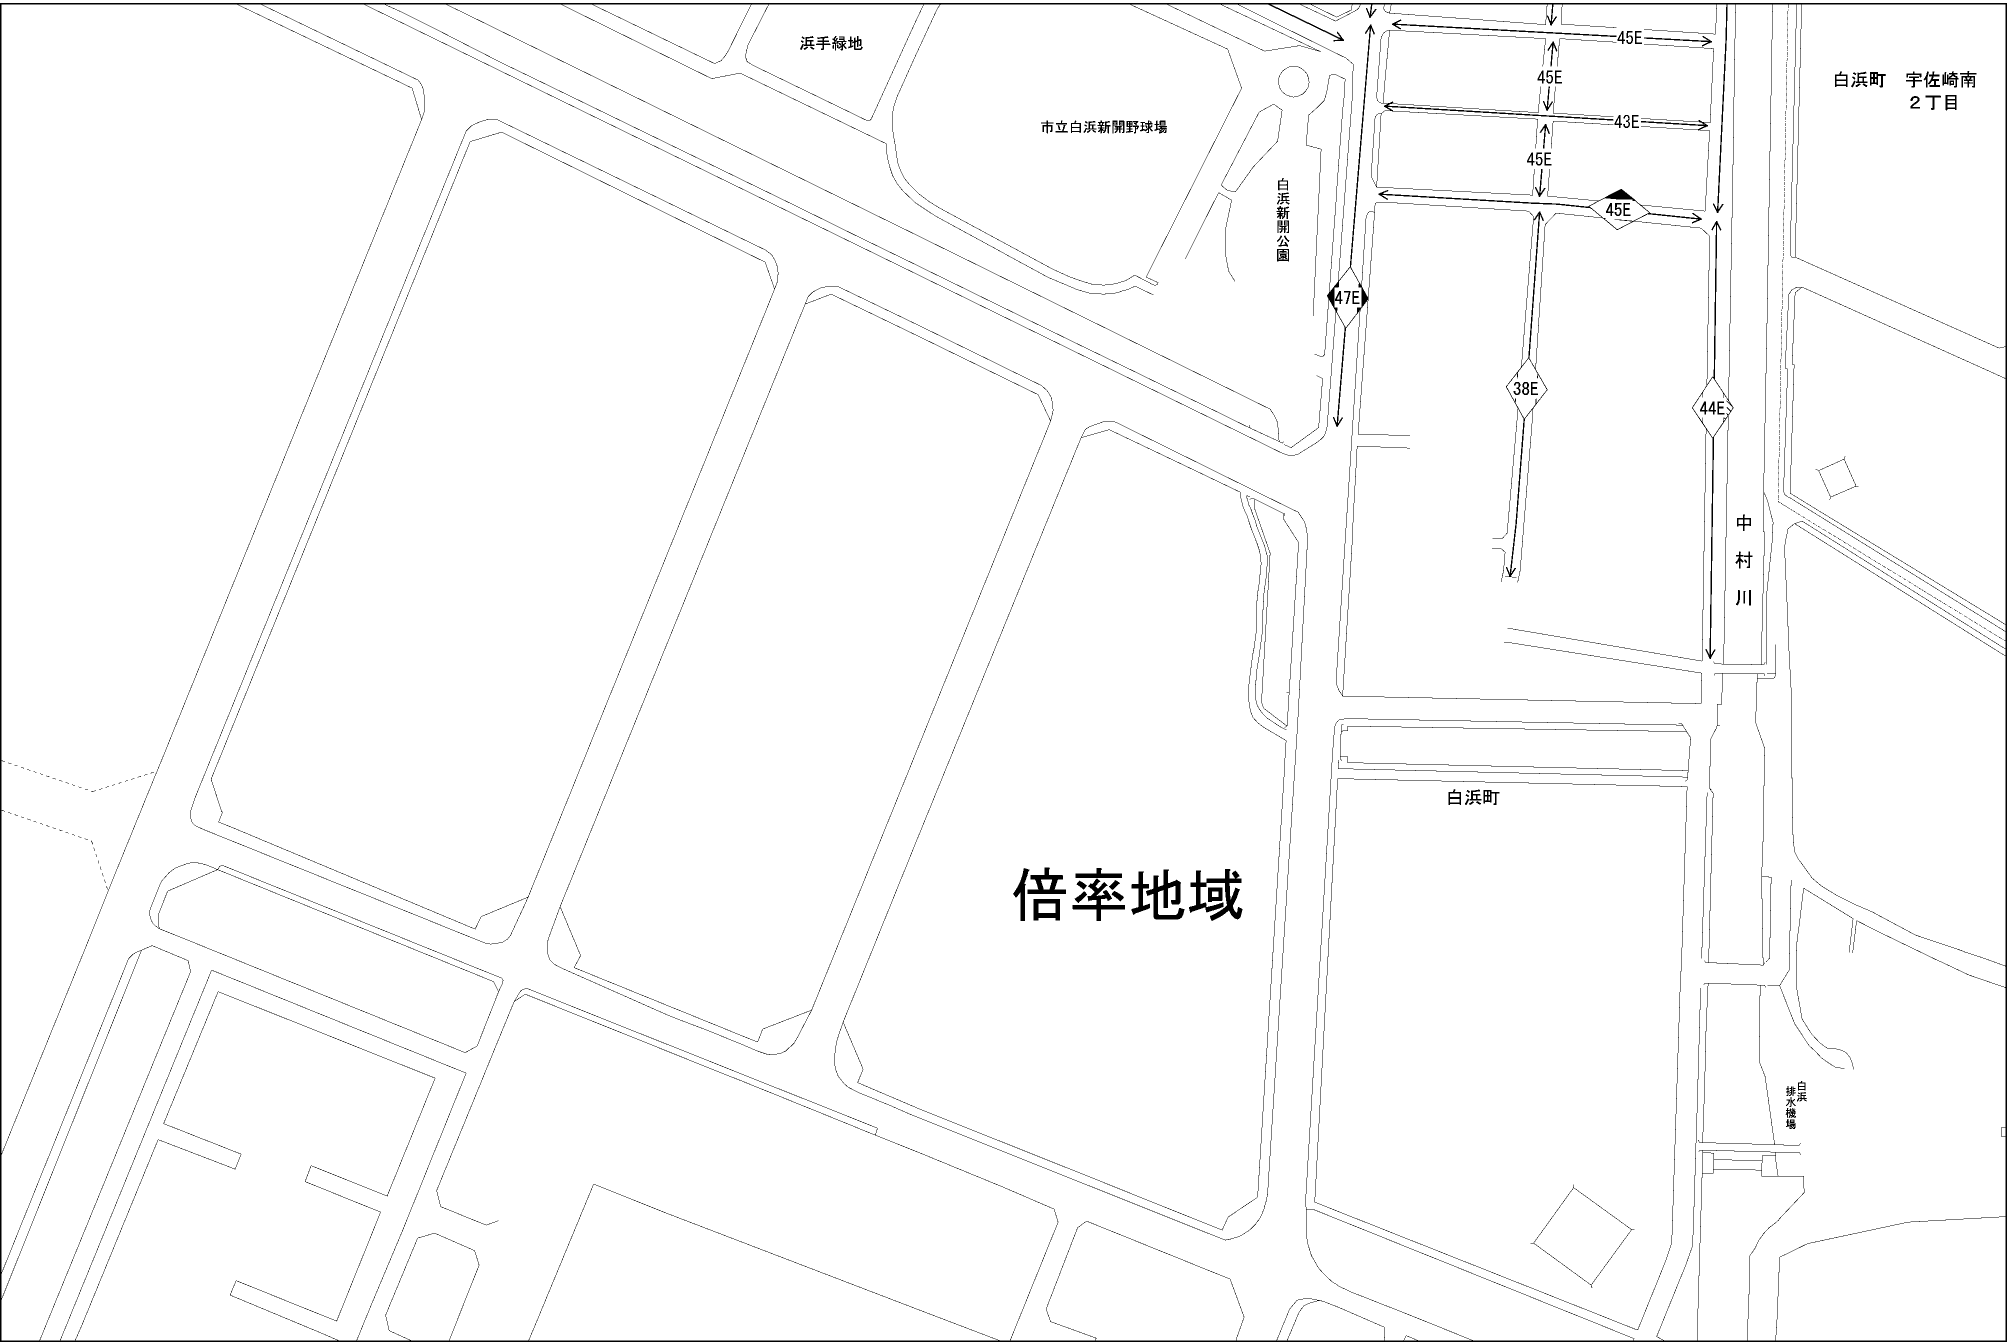 浜手緑地
45E
45E
白浜町　宇佐崎南
２丁目
市立白浜新開野球場
43E
45E
白浜新開公園
45E
47E
38E
44E
中村川
白浜町
倍率地域
白浜
排水機場